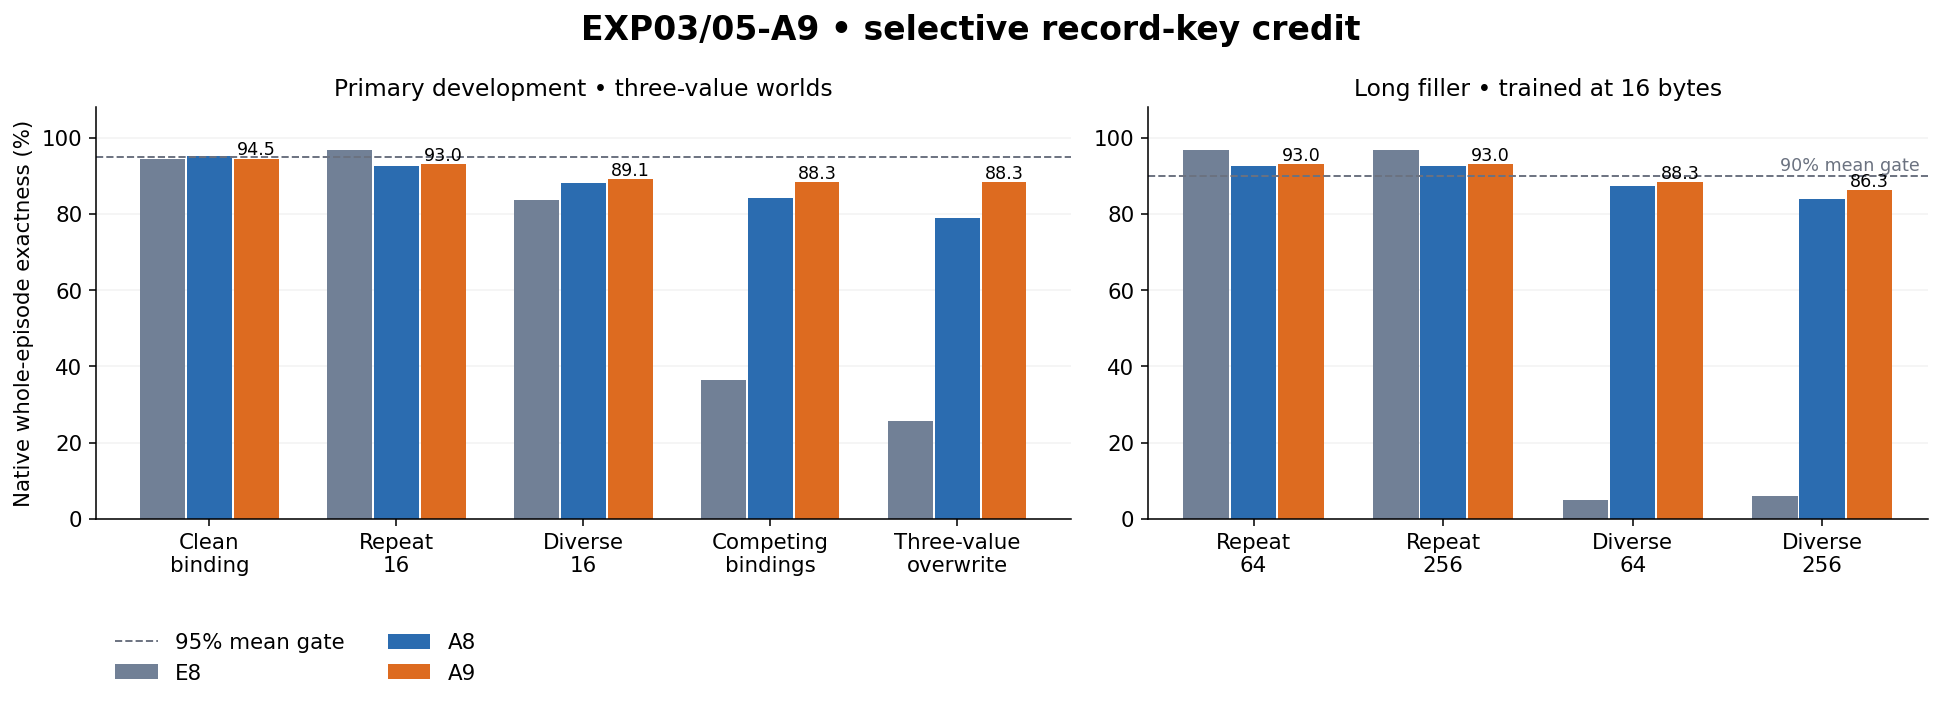 EXP03/05-A9 • selective record-key credit
Primary development • three-value worlds
Native whole-episode exactness (%)
100
80
60
40
20
0
94.5
93.0
89.1
88.3
88.3
Clean
binding
Repeat
16
Diverse
16
Competing
bindings
Three-value
overwrite
Long filler • trained at 16 bytes
100
80
60
40
20
0
93.0
93.0
88.3
90% mean gate
86.3
Repeat
64
Repeat
256
Diverse
64
Diverse
256
95% mean gate
E8
A8
A9